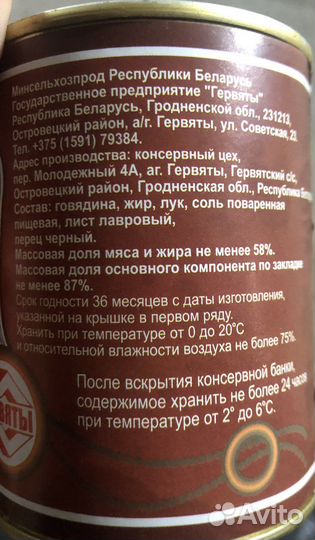 Минсельхозпрод Республики Беларусь
Государственное предприятие "Гервяты"
Республика Беларусь, Гродненской обл., 231213,
Островецкий район, а/г. Гервяты, ул. Советская, 23.
Тел. +375 (1591) 79384.
Адрес производства: консервный цех,
пер. Молодежный 4А, аг. Гервяты, Гервятский с/с,
Островецкий район, Гродненская обл., Республика
Состав: говядина, жир, лук, соль поваренная
пищевая, лист лавровый,
перец черный.
Массовая доля мяса и жира не менее 58%.
Массовая доля основного компонента по закладке
не менее 87%.
Срок годности 36 месяцев с даты изготовления,
указанной на крышке в первом ряду.
Хранить при температуре от 0 до 20°С
и относительной влажности воздуха не более 75%.
После вскрытия консервной банки,
содержимое хранить не более 24 часов
при температуре от 2° до 6°С.
ВЯТЫ
Avito